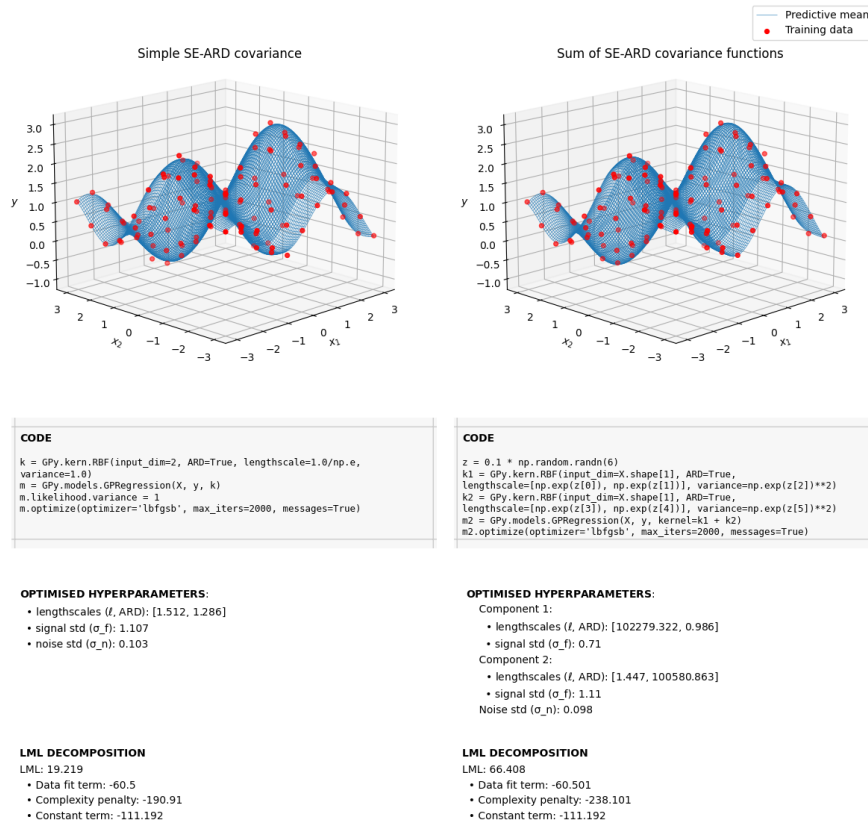 Predictive mean
Training data
Simple SE-ARD covariance
3.0
2.5
2.0
1.5
y
1.0
0.5
0.0
−0.5
−1.0
3
2
1
0
−1
−2
−3
x₂
−3
−2
−1
0
1
2
3
x₁
Sum of SE-ARD covariance functions
3.0
2.5
2.0
1.5
y
1.0
0.5
0.0
−0.5
−1.0
3
2
1
0
−1
−2
−3
x₂
−3
−2
−1
0
1
2
3
x₁
CODE
k = GPy.kern.RBF(input_dim=2, ARD=True, lengthscale=1.0/np.e,
variance=1.0)
m = GPy.models.GPRegression(X, y, k)
m.likelihood.variance = 1
m.optimize(optimizer='lbfgsb', max_iters=2000, messages=True)
CODE
z = 0.1 * np.random.randn(6)
k1 = GPy.kern.RBF(input_dim=X.shape[1], ARD=True,
lengthscale=[np.exp(z[0]), np.exp(z[1])], variance=np.exp(z[2])**2)
k2 = GPy.kern.RBF(input_dim=X.shape[1], ARD=True,
lengthscale=[np.exp(z[3]), np.exp(z[4])], variance=np.exp(z[5])**2)
m2 = GPy.models.GPRegression(X, y, kernel=k1 + k2)
m2.optimize(optimizer='lbfgsb', max_iters=2000, messages=True)
OPTIMISED HYPERPARAMETERS:
• lengthscales (ℓ, ARD): [1.512, 1.286]
• signal std (σ_f): 1.107
• noise std (σ_n): 0.103
OPTIMISED HYPERPARAMETERS:
Component 1:
• lengthscales (ℓ, ARD): [102279.322, 0.986]
• signal std (σ_f): 0.71
Component 2:
• lengthscales (ℓ, ARD): [1.447, 100580.863]
• signal std (σ_f): 1.11
Noise std (σ_n): 0.098
LML DECOMPOSITION
LML: 19.219
• Data fit term: -60.5
• Complexity penalty: -190.91
• Constant term: -111.192
LML DECOMPOSITION
LML: 66.408
• Data fit term: -60.501
• Complexity penalty: -238.101
• Constant term: -111.192